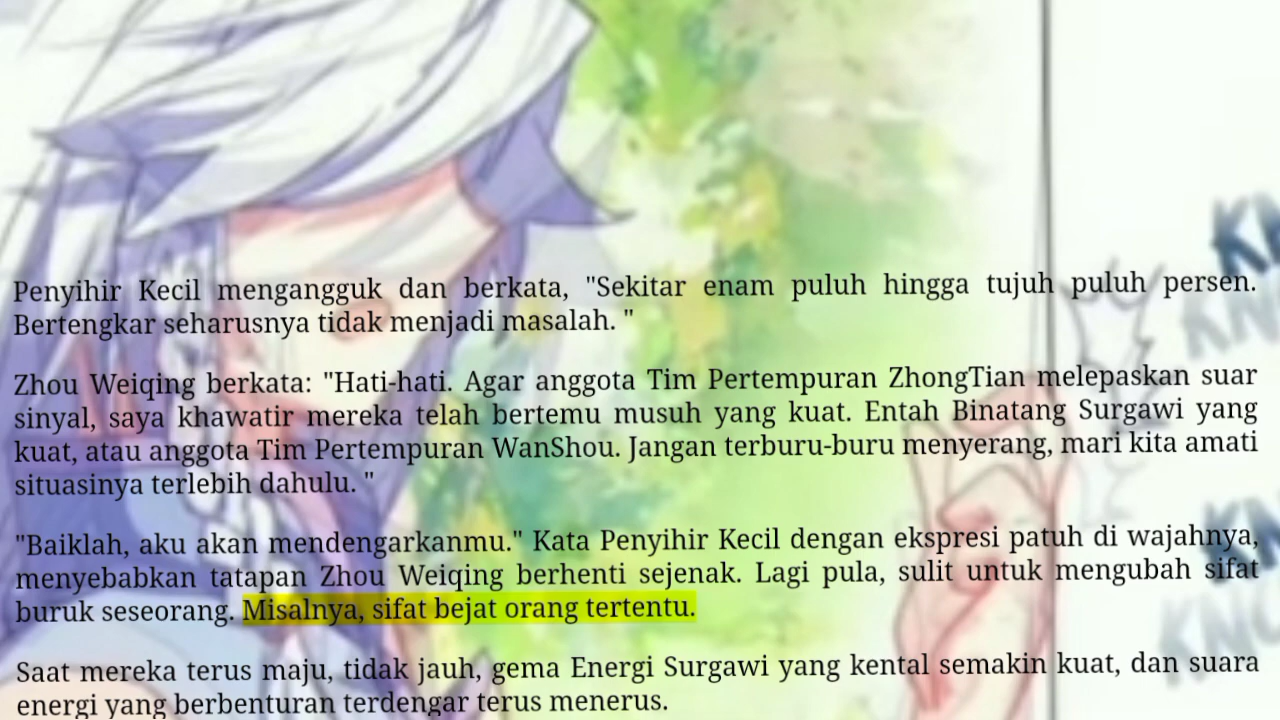 Penyihir Kecil mengangguk dan berkata, "Sekitar enam puluh hingga tujuh puluh persen.
Bertengkar seharusnya tidak menjadi masalah. "
Zhou Weiqing berkata: "Hati-hati. Agar anggota Tim Pertempuran ZhongTian melepaskan suar
sinyal, saya khawatir mereka telah bertemu musuh yang kuat. Entah Binatang Surgawi yang
kuat, atau anggota Tim Pertempuran WanShou. Jangan terburu-buru menyerang, mari kita amati
situasinya terlebih dahulu. "
"Baiklah, aku akan mendengarkanmu." Kata Penyihir Kecil dengan ekspresi patuh di wajahnya,
menyebabkan tatapan Zhou Weiqing berhenti sejenak. Lagi pula, sulit untuk mengubah sifat
buruk seseorang. Misalnya, sifat bejat orang tertentu.
Saat mereka terus maju, tidak jauh, gema Energi Surgawi yang kental semakin kuat, dan suara
energi yang berbenturan terdengar terus menerus.